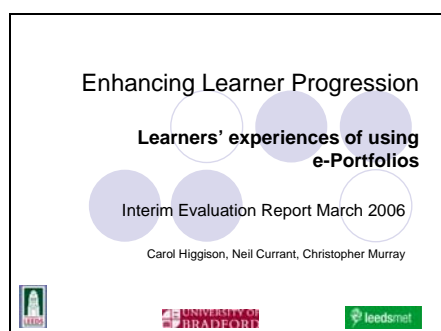 Enhancing Learner Progression
Learners' experiences of using
e-Portfolios
Interim Evaluation Report March 2006
Carol Higgison, Neil Currant, Christopher Murray
LEEDS
UNIVERSITY OF
BRADFORD
leedsmet